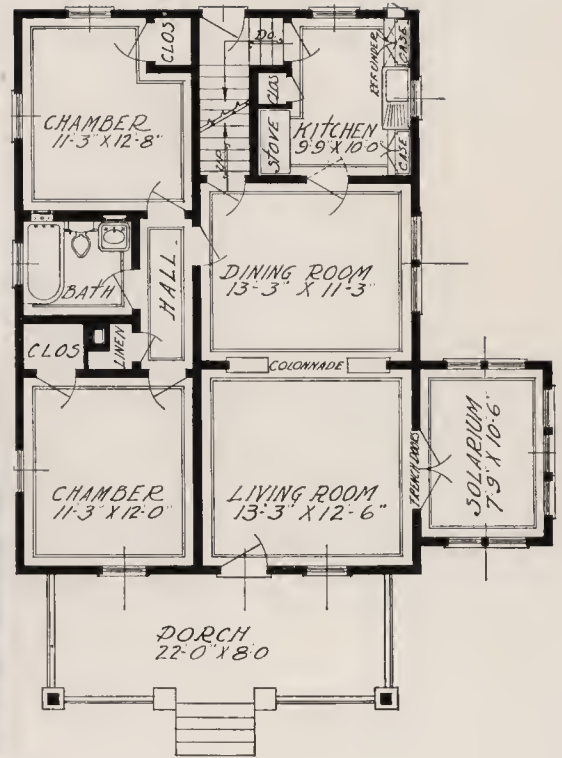 CLOS
DO.
REF UNDER
CASE
CHAMBER
11'-3" X 12'-8"
CLOS
UP
STOVE
KITCHEN
9'-9" X 10'-0"
CASE
BATH
HALL
DINING ROOM
13'-3" X 11'-3"
CLOS
LINEN
COLONNADE
CHAMBER
11'-3" X 12'-0"
LIVING ROOM
13'-3" X 12'-6"
FRENCH DOORS
SOLARIUM
7'-9" X 10'-6"
PORCH
22'-0" X 8'-0